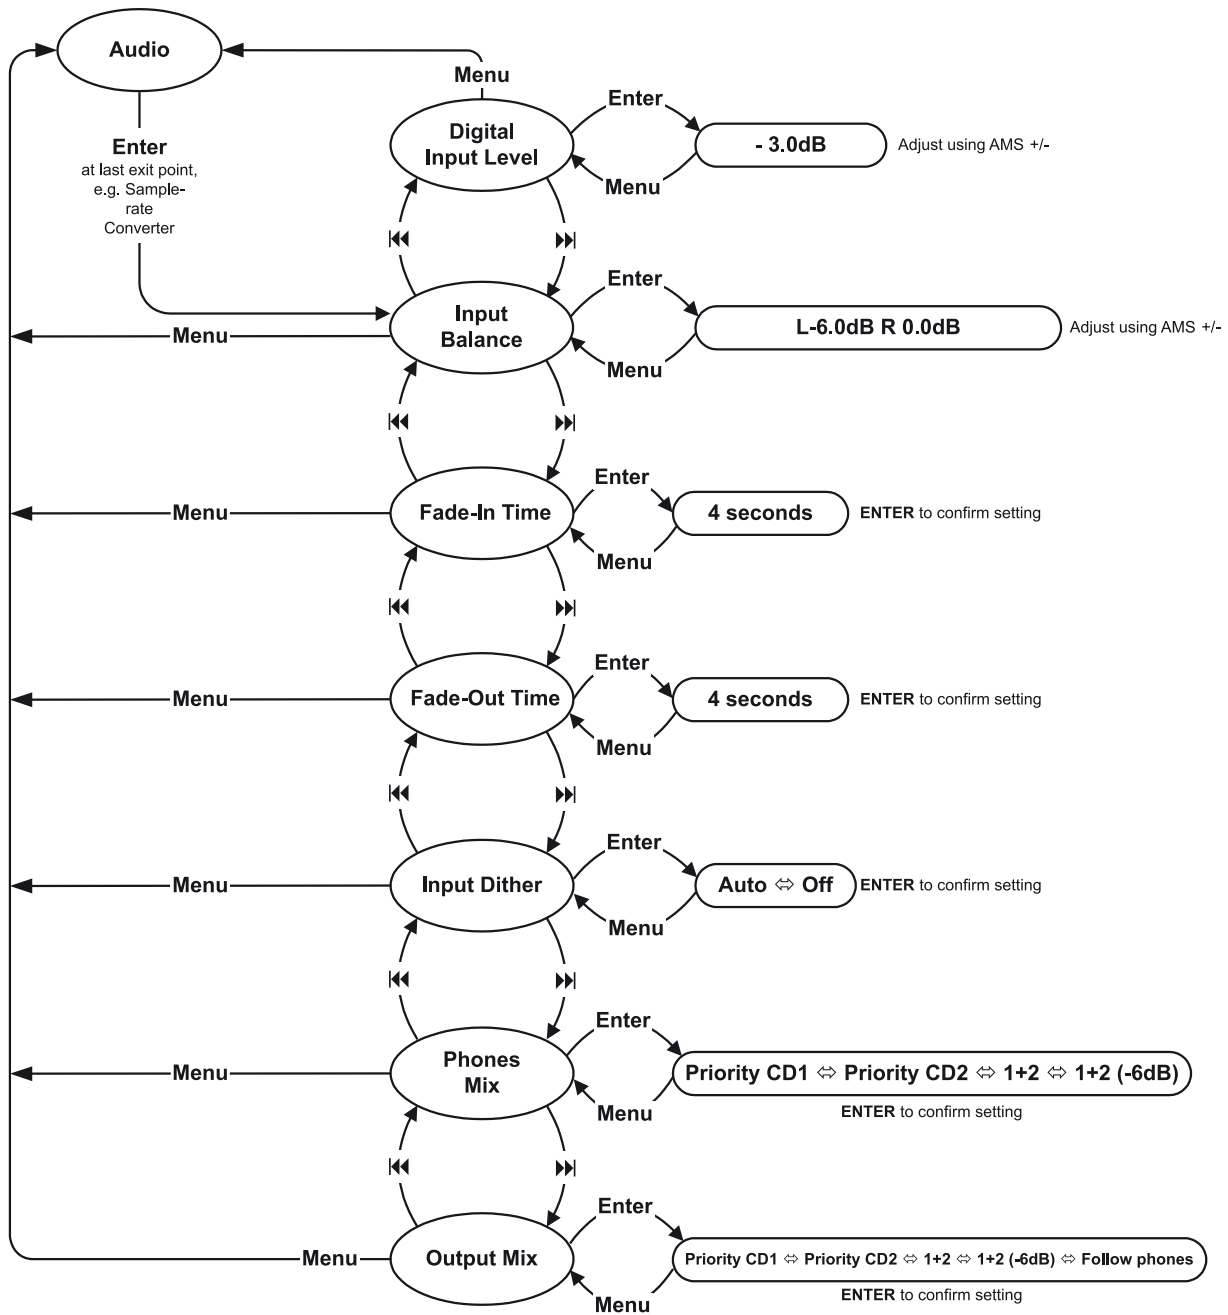 Audio
Menu
Enter
at last exit point,
e.g. Sample-
rate
Converter
Digital
Input Level
Enter
Menu
- 3.0dB
Adjust using AMS +/-
Menu
Input
Balance
Enter
Menu
L-6.0dB R 0.0dB
Adjust using AMS +/-
Menu
Fade-In Time
Enter
Menu
4 seconds
ENTER to confirm setting
Menu
Fade-Out Time
Enter
Menu
4 seconds
ENTER to confirm setting
Menu
Input Dither
Enter
Menu
Auto ⇔ Off
ENTER to confirm setting
Menu
Phones
Mix
Enter
Menu
Priority CD1 ⇔ Priority CD2 ⇔ 1+2 ⇔ 1+2 (-6dB)
ENTER to confirm setting
Menu
Output Mix
Enter
Menu
Priority CD1 ⇔ Priority CD2 ⇔ 1+2 ⇔ 1+2 (-6dB) ⇔ Follow phones
ENTER to confirm setting